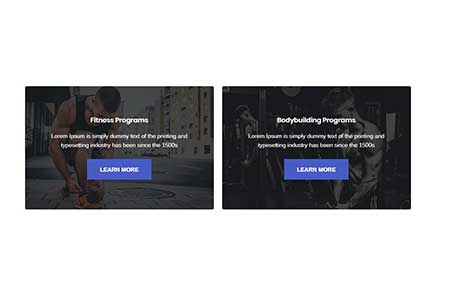 Fitness Programs
Lorem Ipsum is simply dummy text of the printing and
typesetting industry has been since the 1500s
LEARN MORE
Bodybuilding Programs
Lorem Ipsum is simply dummy text of the printing and
typesetting industry has been since the 1500s
LEARN MORE